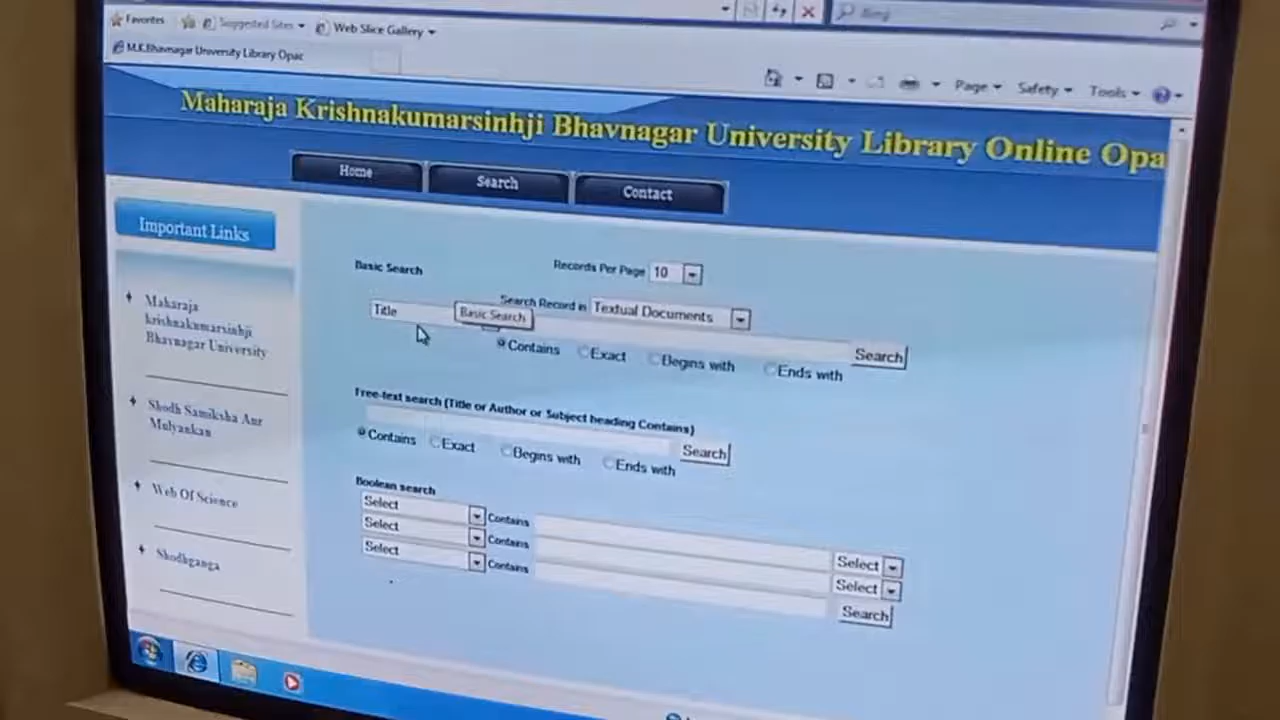 Favorites Suggested Sites Web Slice Gallery
Bing
M.K.Bhavnagar University Library Opac
Page Safety Tools
Maharaja Krishnakumarsinhji Bhavnagar University Library Online Opa
Home Search Contact
Important Links
Maharaja
krishnakumarsinhji
Bhavnagar University
Shodh Samiksha Aur
Mulyankan
Web Of Science
Shodhganga
Basic Search Records Per Page 10
Search Record in Textual Documents
Title Basic Search
Search
Contains Exact Begins with Ends with
Free-text search (Title or Author or Subject heading Contains)
Search
Contains Exact Begins with Ends with
Boolean search
Select Contains Select
Select Contains Select
Select Contains
Search